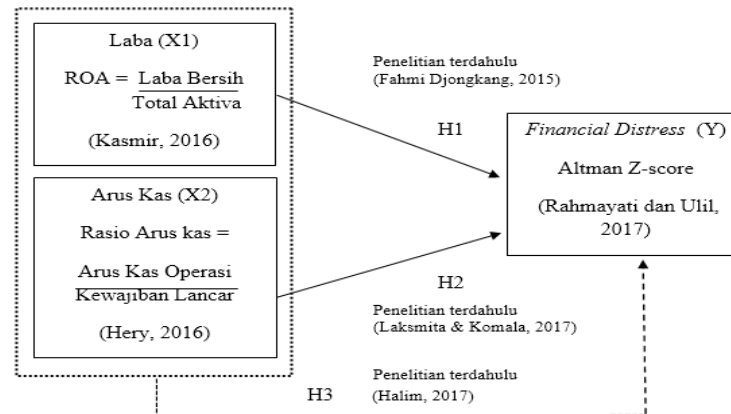 Laba (X1)
ROA = Laba Bersih
Total Aktiva
(Kasmir, 2016)
Arus Kas (X2)
Rasio Arus kas =
Arus Kas Operasi
Kewajiban Lancar
(Hery, 2016)
Penelitian terdahulu
(Fahmi Djongkang, 2015)
H1
Financial Distress (Y)
Altman Z-score
(Rahmayati dan Ulil,
2017)
H2
Penelitian terdahulu
(Laksmita & Komala, 2017)
H3
Penelitian terdahulu
(Halim, 2017)